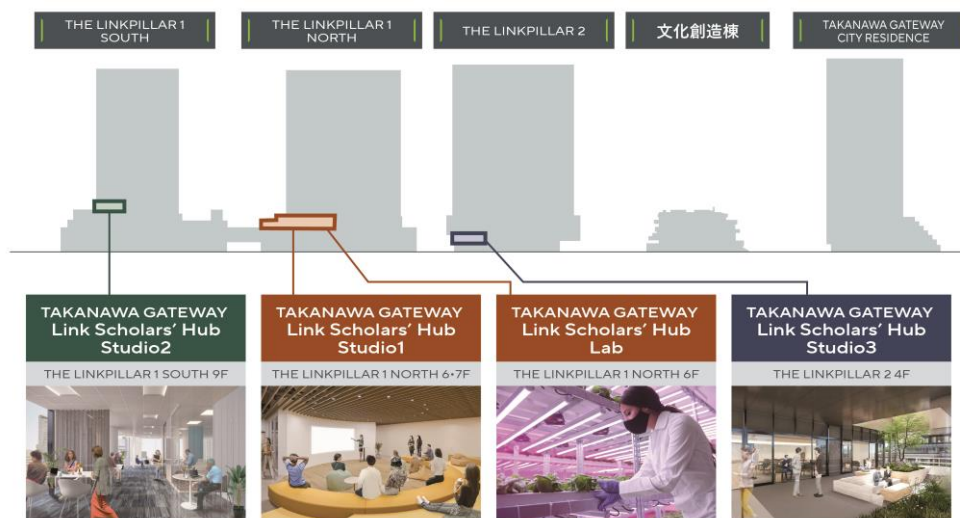 THE LINKPILLAR 1
SOUTH
THE LINKPILLAR 1
NORTH
THE LINKPILLAR 2
文化創造棟
TAKANAWA GATEWAY
CITY RESIDENCE
TAKANAWA GATEWAY
Link Scholars’ Hub
Studio2
THE LINKPILLAR 1 SOUTH 9F
TAKANAWA GATEWAY
Link Scholars’ Hub
Studio1
THE LINKPILLAR 1 NORTH 6・7F
TAKANAWA GATEWAY
Link Scholars’ Hub
Lab
THE LINKPILLAR 1 NORTH 6F
TAKANAWA GATEWAY
Link Scholars’ Hub
Studio3
THE LINKPILLAR 2 4F